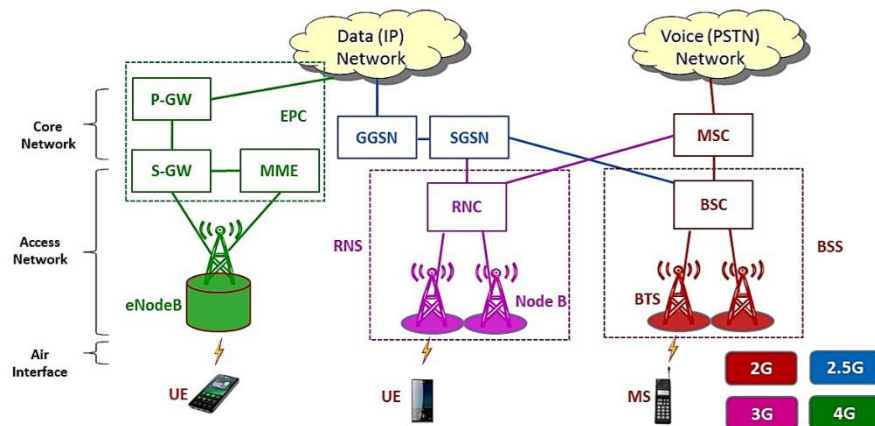 Data (IP)
Network
Voice (PSTN)
Network
P-GW
EPC
Core
Network
GGSN
SGSN
MSC
S-GW
MME
RNC
BSC
Access
Network
RNS
BSS
eNodeB
Node B
BTS
Air
Interface
UE
UE
MS
2G
2.5G
3G
4G